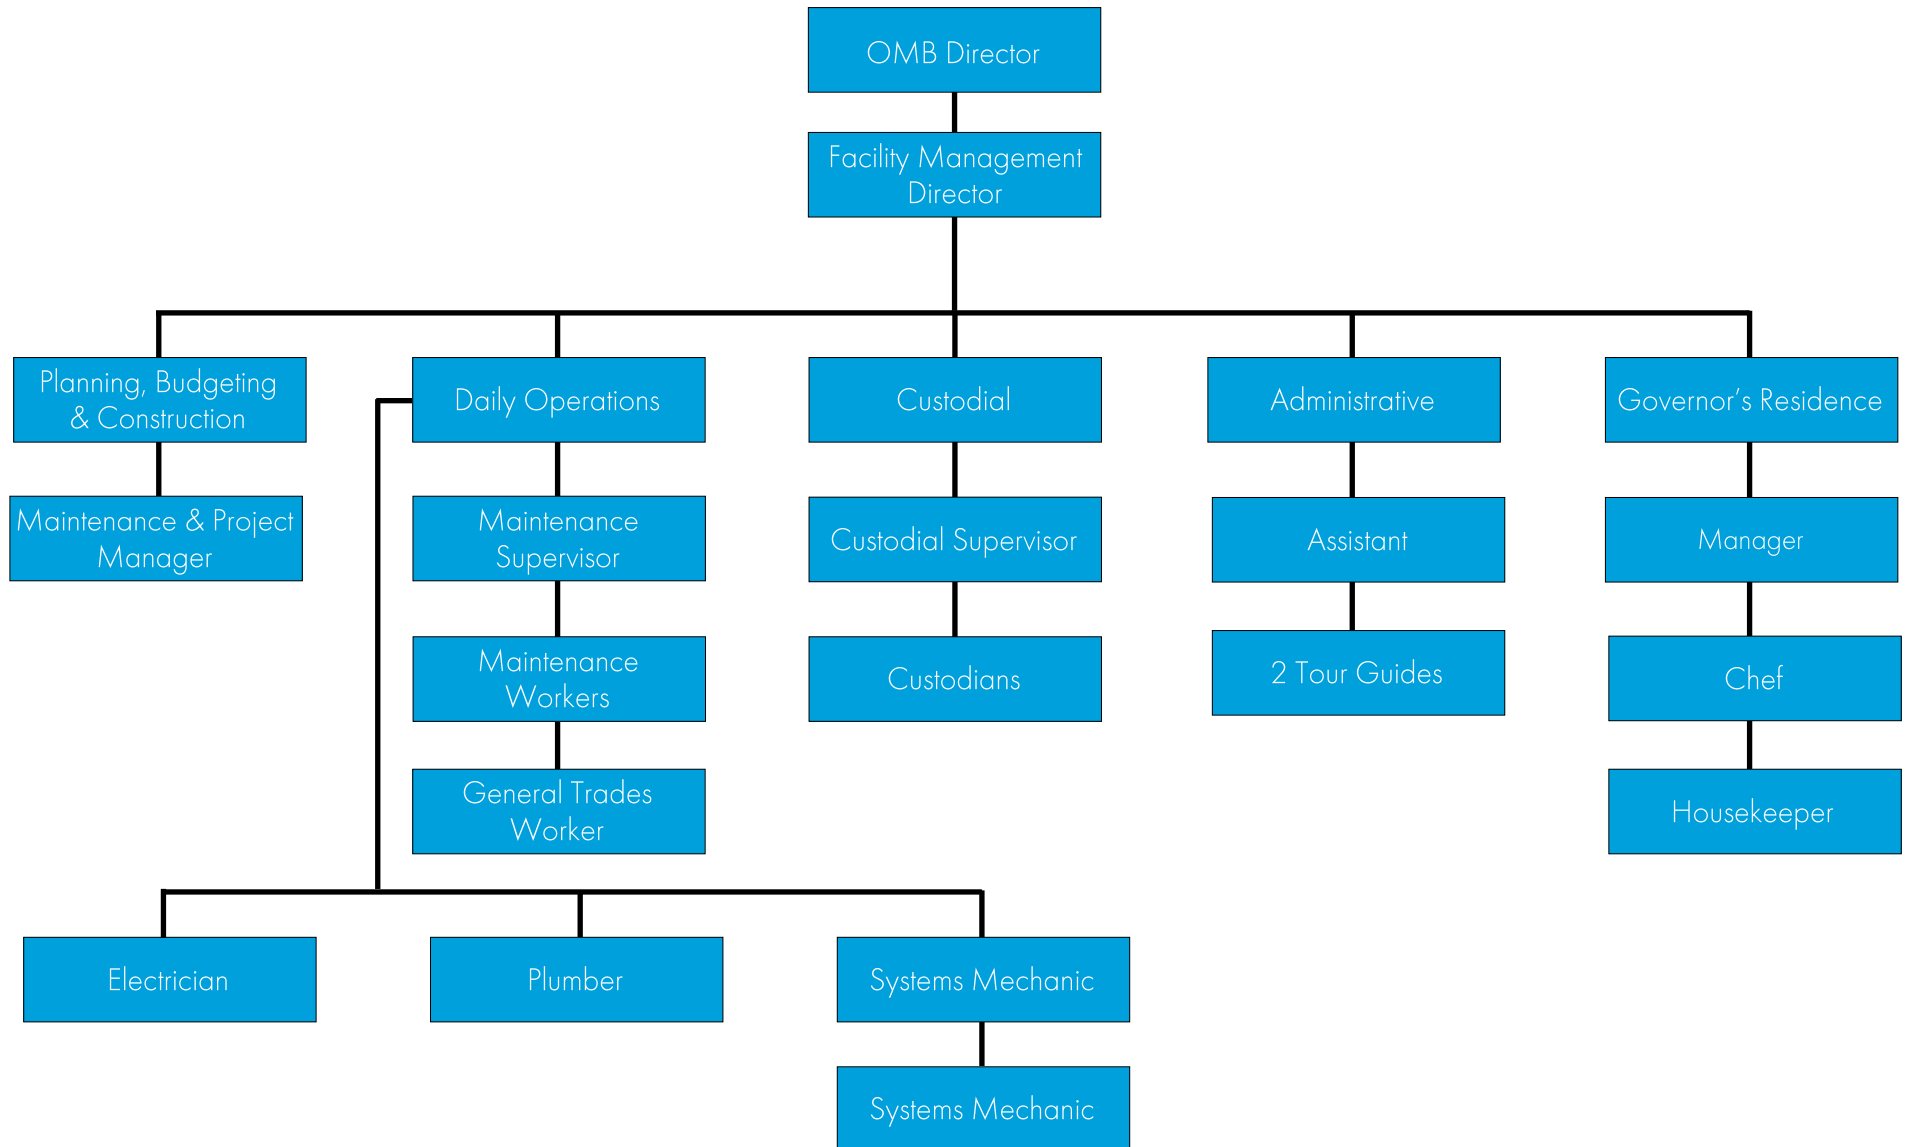 OMB Director
Facility Management
Director
Planning, Budgeting
& Construction
Daily Operations
Custodial
Administrative
Governor's Residence
Maintenance & Project
Manager
Maintenance
Supervisor
Custodial Supervisor
Assistant
Manager
Maintenance
Workers
Custodians
2 Tour Guides
Chef
General Trades
Worker
Housekeeper
Electrician
Plumber
Systems Mechanic
Systems Mechanic